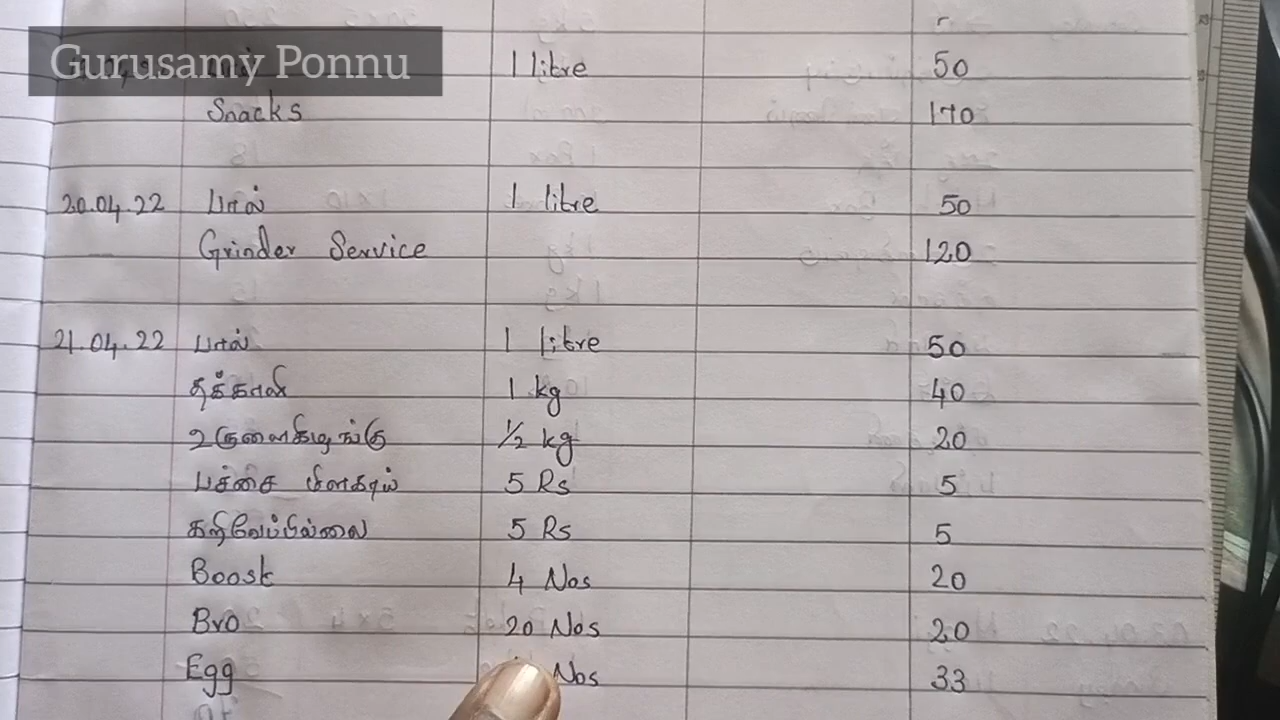 Gurusamy Ponnu
1 litre 50
Snacks 170
20.04.22 பால் 1 litre 50
Grinder Service 120
21.04.22 பால் 1 litre 50
தக்காளி 1 kg 40
உருளைகிழங்கு 1/2 kg 20
பச்சை மிளகாய் 5 Rs 5
கறிவேப்பில்லை 5 Rs 5
Boost 4 Nos 20
Bro 20 Nos 20
Egg Nos 33